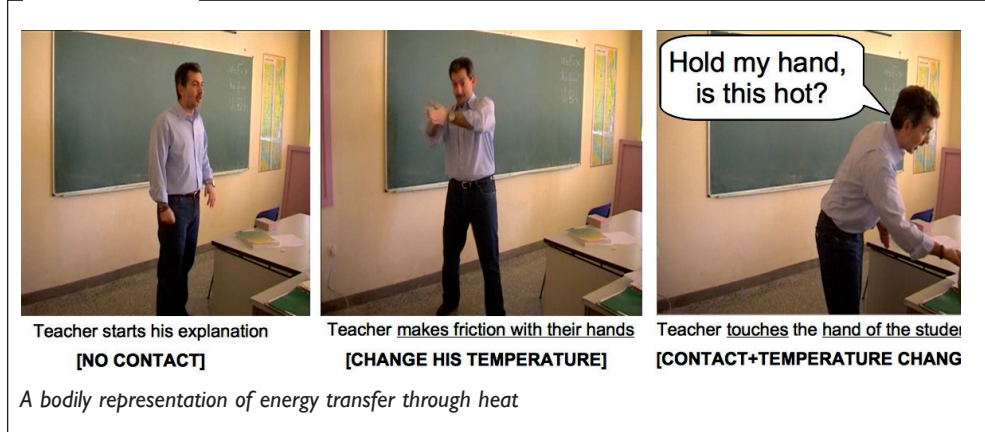 Hold my hand,
is this hot?
Teacher starts his explanation
Teacher makes friction with their hands
Teacher touches the hand of the studen
[NO CONTACT]
[CHANGE HIS TEMPERATURE]
[CONTACT+TEMPERATURE CHANG
A bodily representation of energy transfer through heat